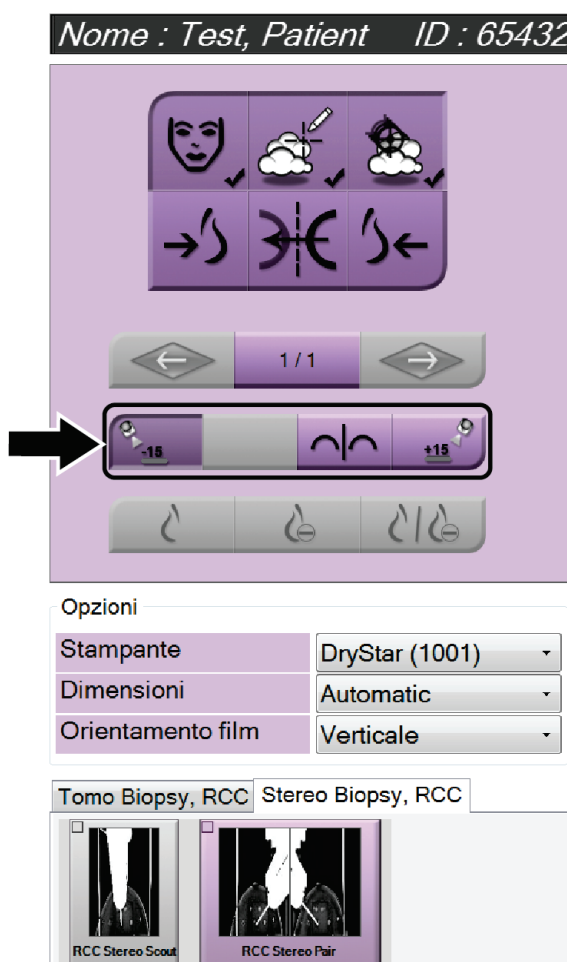 Nome : Test, Patient ID : 65432
1 / 1
-15 +15
Opzioni
Stampante DryStar (1001)
Dimensioni Automatic
Orientamento film Verticale
Tomo Biopsy, RCC Stereo Biopsy, RCC
RCC Stereo Scout RCC Stereo Pair